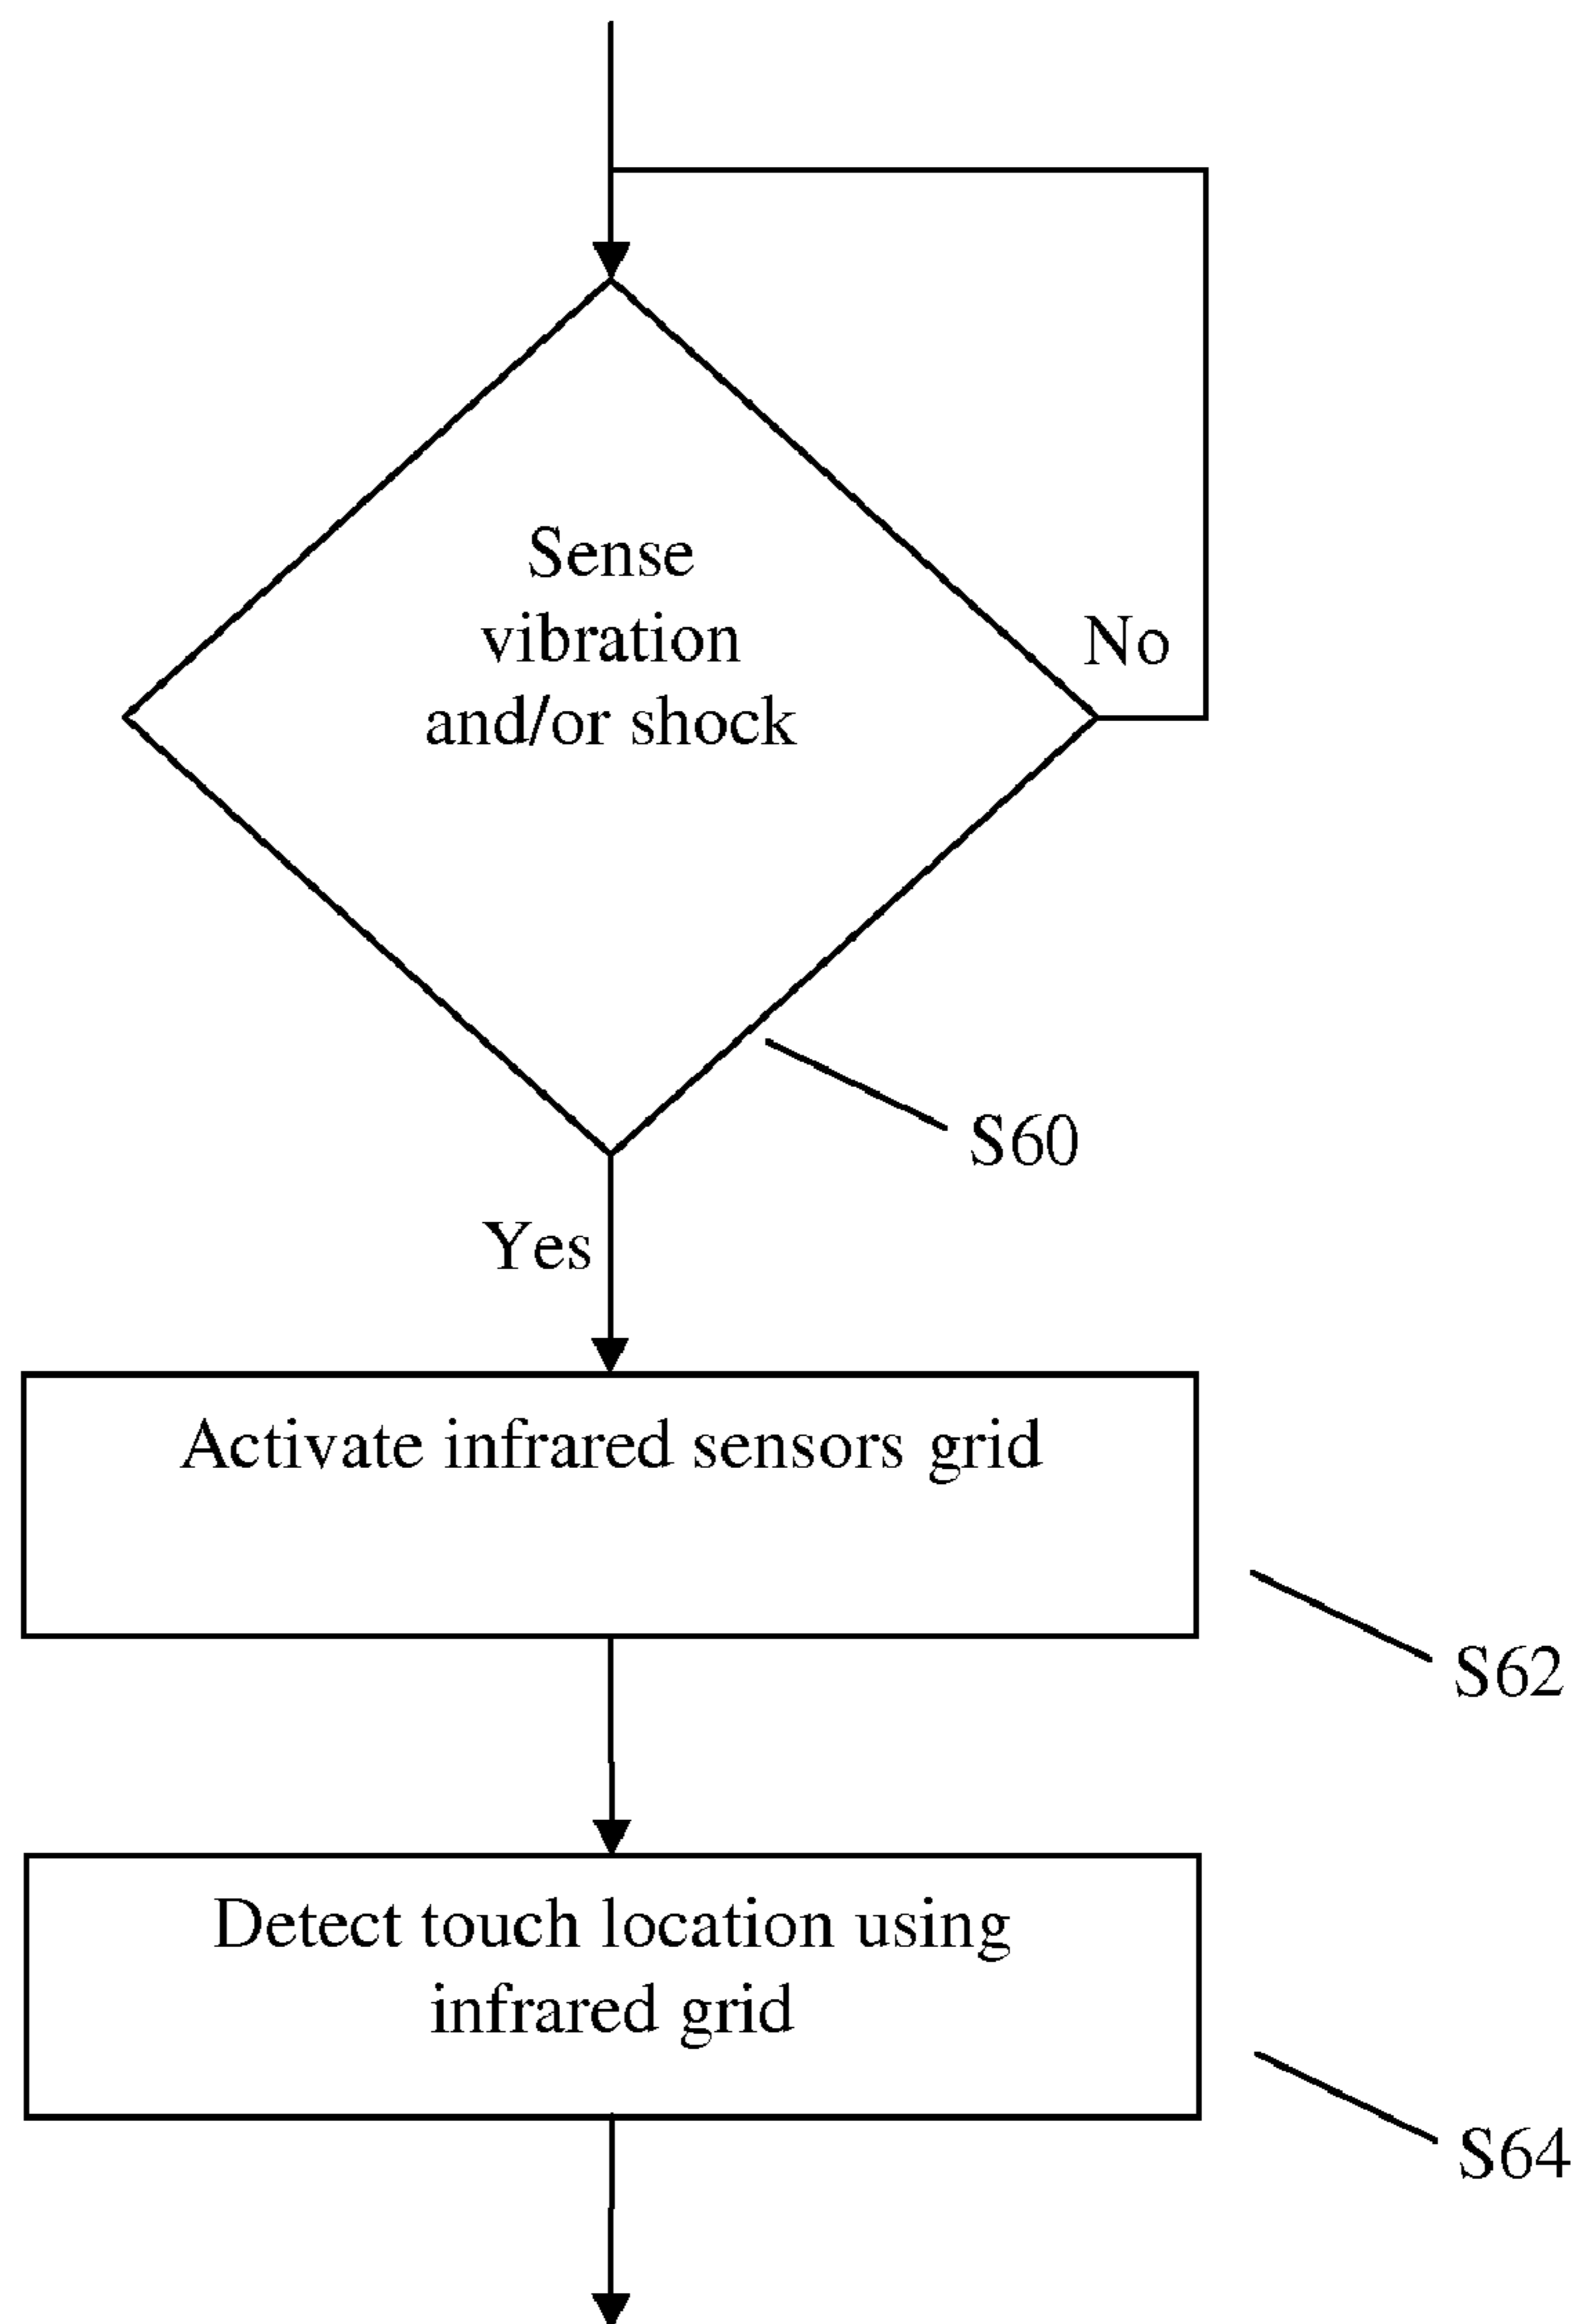 Sense
vibration
and/or shock
No
S60
Yes
Activate infrared sensors grid
S62
Detect touch location using
infrared grid
S64